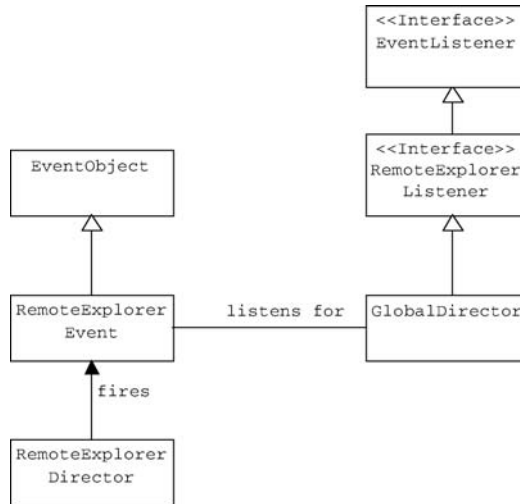 <<Interface>>
EventListener
<<Interface>>
RemoteExplorer
Listener
EventObject
RemoteExplorer
Event
listens for
GlobalDirector
fires
RemoteExplorer
Director